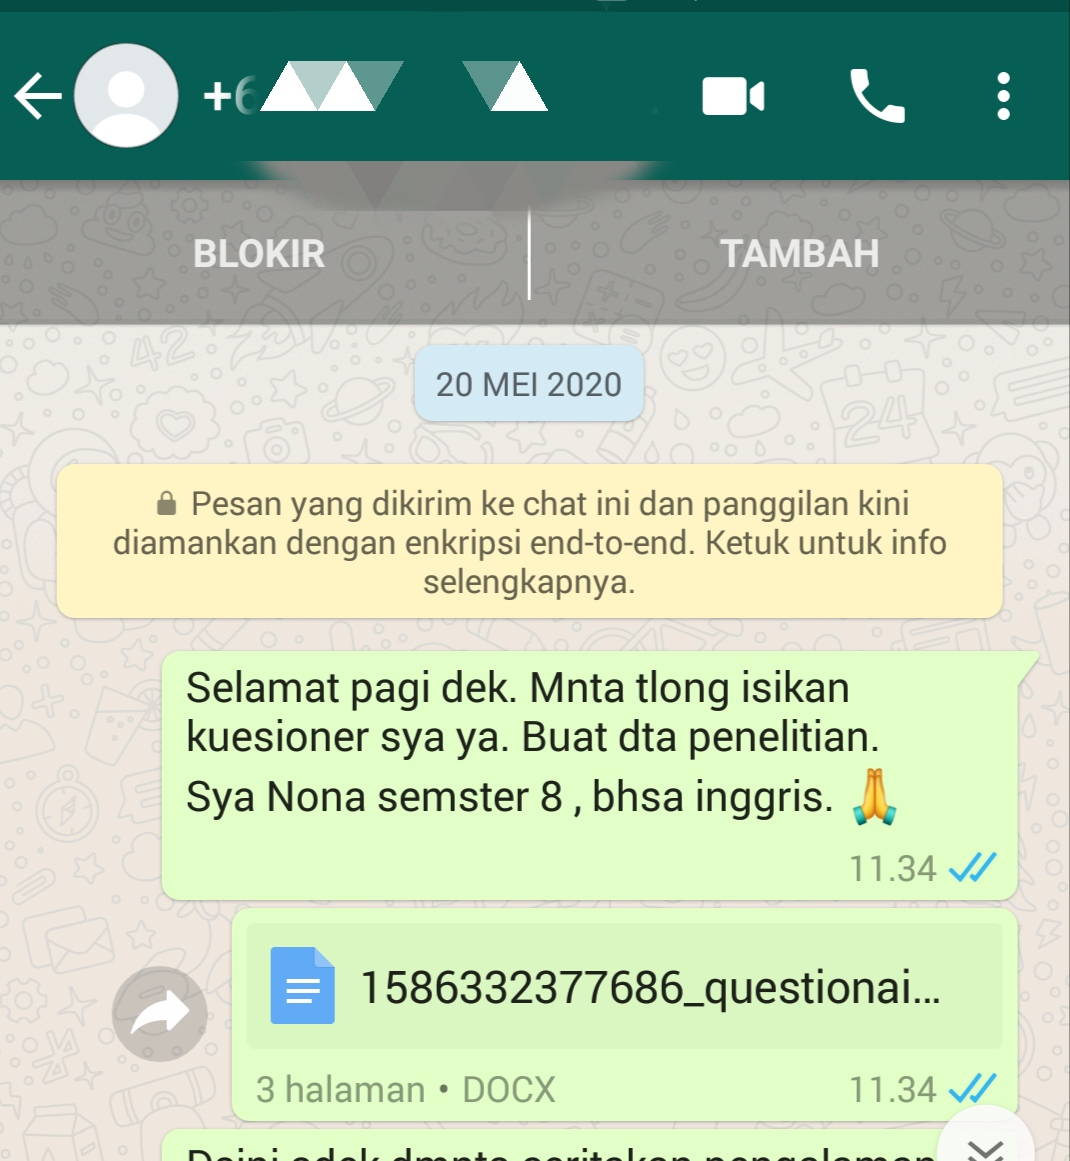 +6
BLOKIR
TAMBAH
20 MEI 2020
Pesan yang dikirim ke chat ini dan panggilan kini
diamankan dengan enkripsi end-to-end. Ketuk untuk info
selengkapnya.
Selamat pagi dek. Mnta tlong isikan
kuesioner sya ya. Buat dta penelitian.
Sya Nona semster 8 , bhsa inggris. 🙏
11.34
1586332377686_questionai...
3 halaman • DOCX
11.34